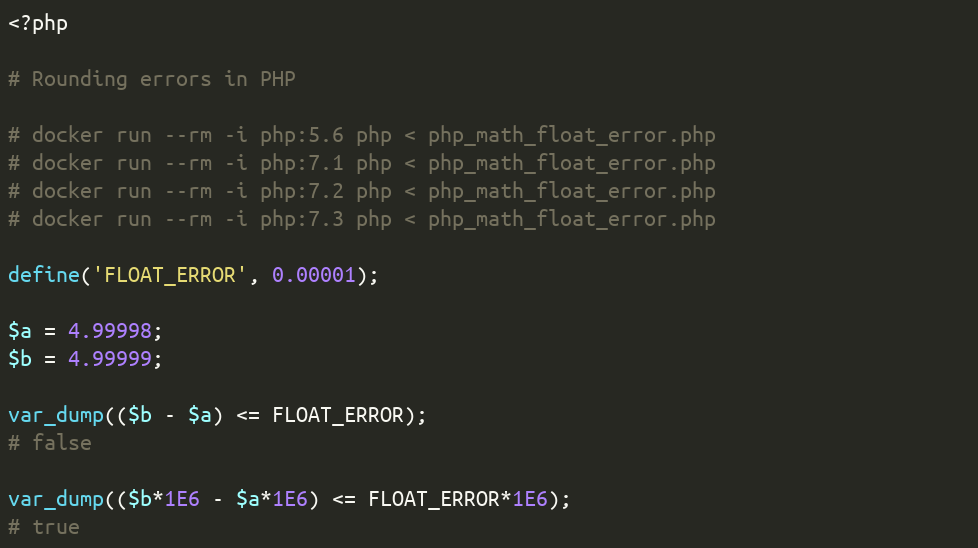 <?php
# Rounding errors in PHP
# docker run --rm -i php:5.6 php < php_math_float_error.php
# docker run --rm -i php:7.1 php < php_math_float_error.php
# docker run --rm -i php:7.2 php < php_math_float_error.php
# docker run --rm -i php:7.3 php < php_math_float_error.php
define('FLOAT_ERROR', 0.00001);
$a = 4.99998;
$b = 4.99999;
var_dump(($b - $a) <= FLOAT_ERROR);
# false
var_dump(($b*1E6 - $a*1E6) <= FLOAT_ERROR*1E6);
# true